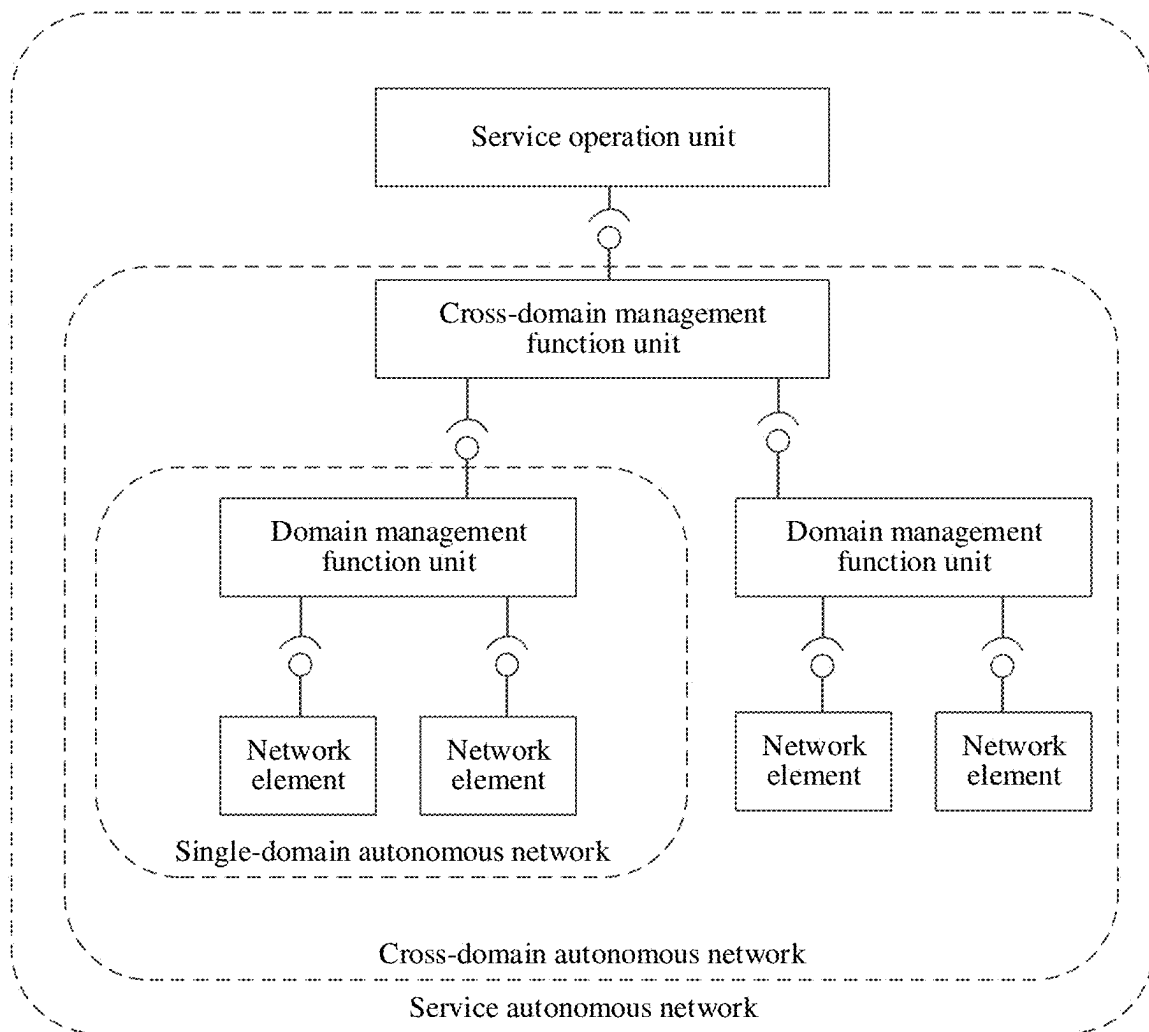 Service operation unit
Cross-domain management
function unit
Domain management
function unit
Domain management
function unit
Network
element
Network
element
Network
element
Network
element
Single-domain autonomous network
Cross-domain autonomous network
Service autonomous network